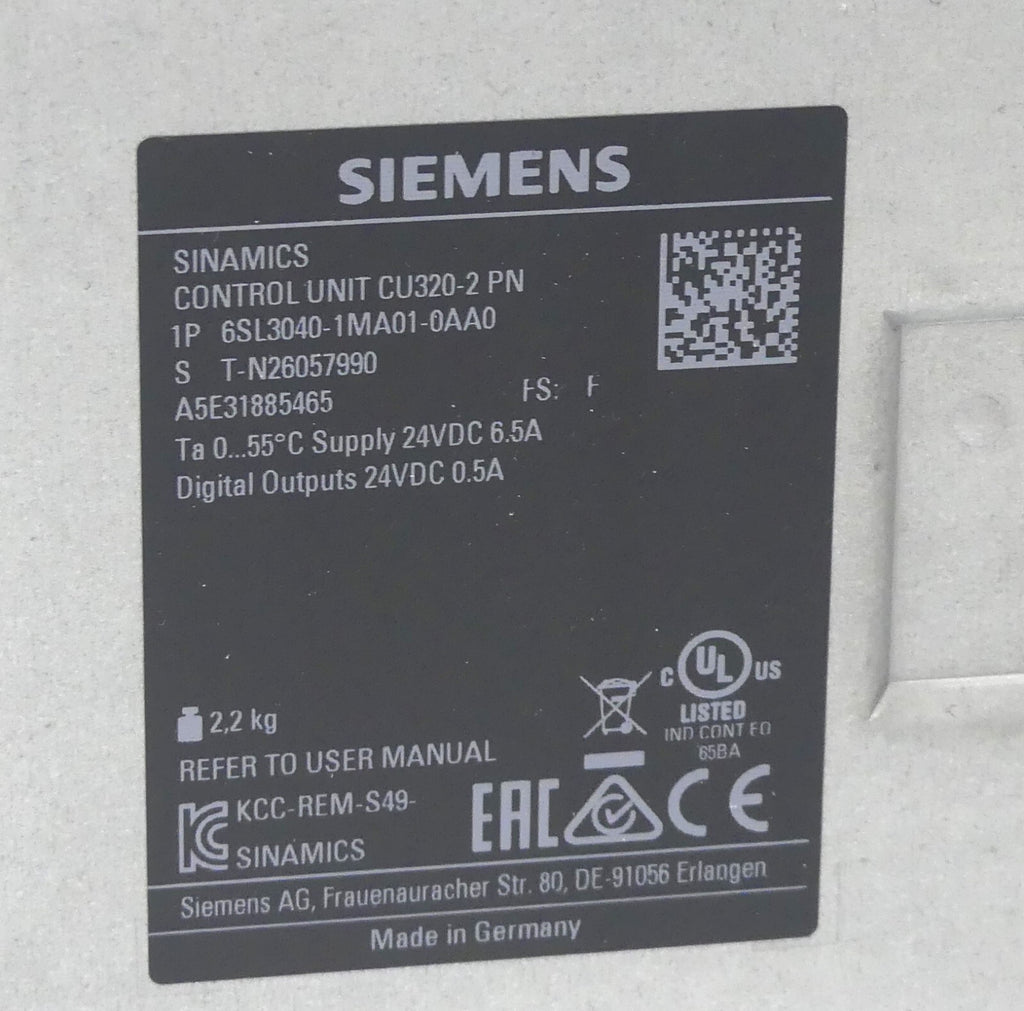 SIEMENS
SINAMICS
CONTROL UNIT CU320-2 PN
1P 6SL3040-1MA01-0AA0
S T-N26057990
A5E31885465 FS: F
Ta 0...55°C Supply 24VDC 6.5A
Digital Outputs 24VDC 0.5A
C UL US
LISTED
IND CONT EQ
65BA
2,2 kg
REFER TO USER MANUAL
KCC-REM-S49-
SINAMICS
EAC CE
Siemens AG, Frauenauracher Str. 80, DE-91056 Erlangen
Made in Germany